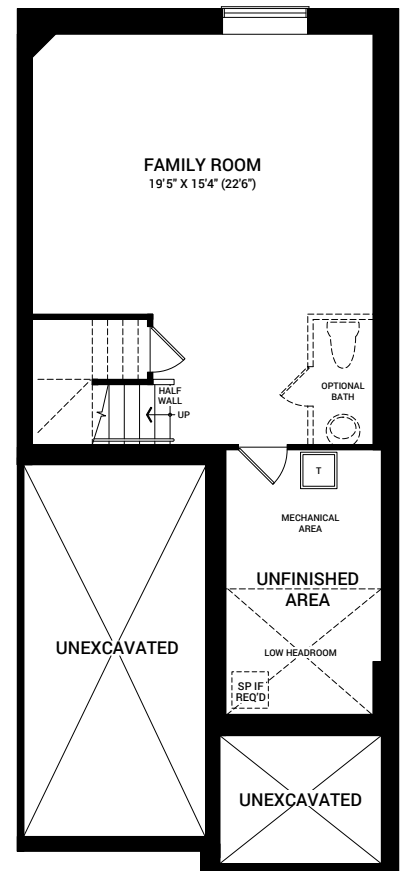 FAMILY ROOM
19'5" X 15'4" (22'6")
OPTIONAL
BATH
HALF
WALL
UP
T
MECHANICAL
AREA
UNFINISHED
AREA
UNEXCAVATED
LOW HEADROOM
SP IF
REQ'D
UNEXCAVATED